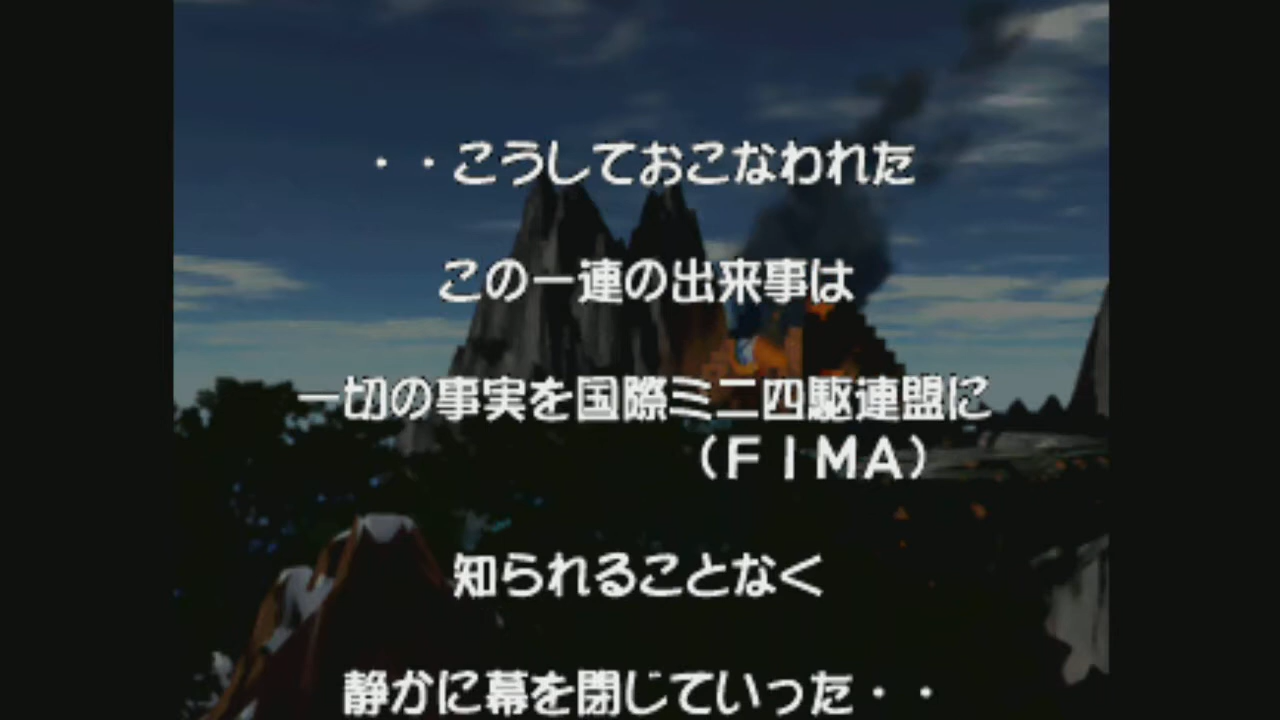 ・・こうしておこなわれた
この一連の出来事は
一切の事実を国際ミニ四駆連盟に
（ＦＩＭＡ）
知られることなく
静かに幕を閉じていった・・